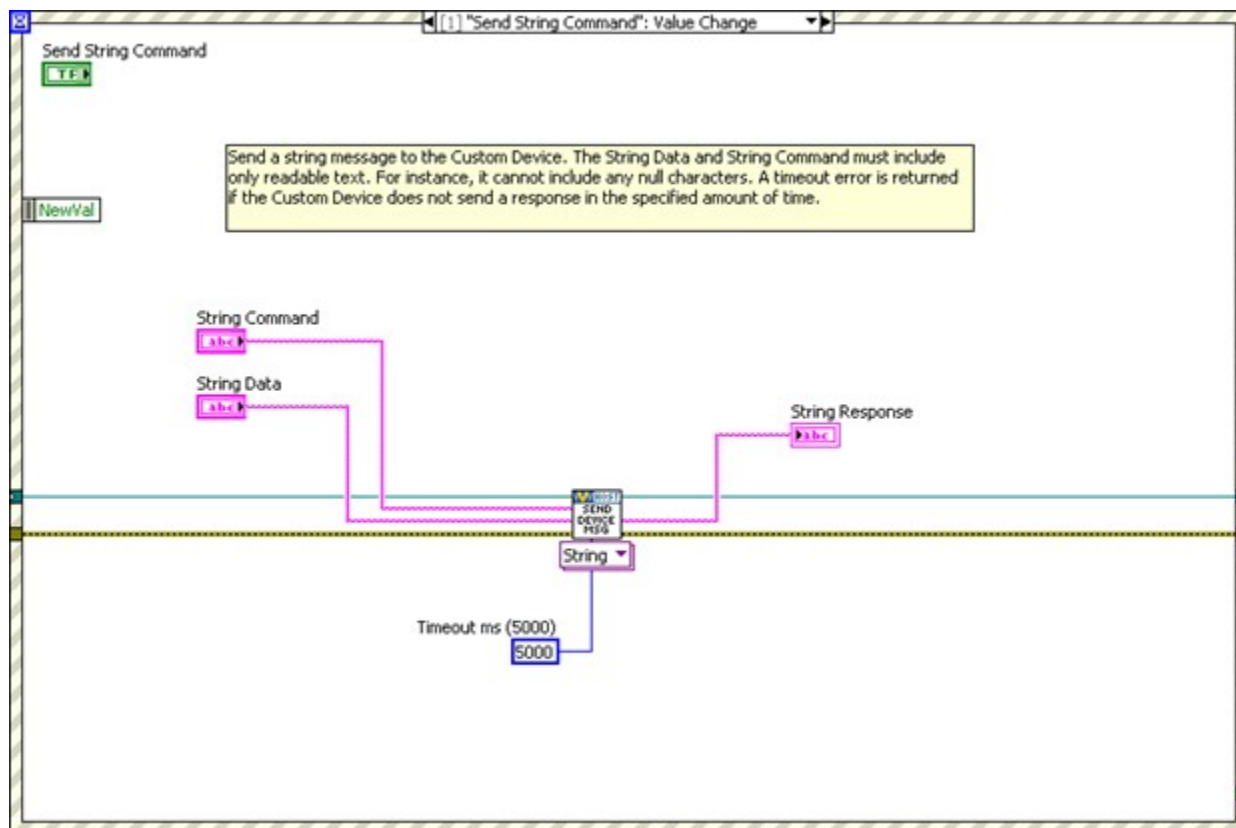 [1] "Send String Command": Value Change
Send String Command
TF
Send a string message to the Custom Device. The String Data and String Command must include
only readable text. For instance, it cannot include any null characters. A timeout error is returned
if the Custom Device does not send a response in the specified amount of time.
NewVal
String Command
abc
String Data
abc
String Response
abc
HOST
SEND
DEVICE
MSG
String
Timeout ms (5000)
5000